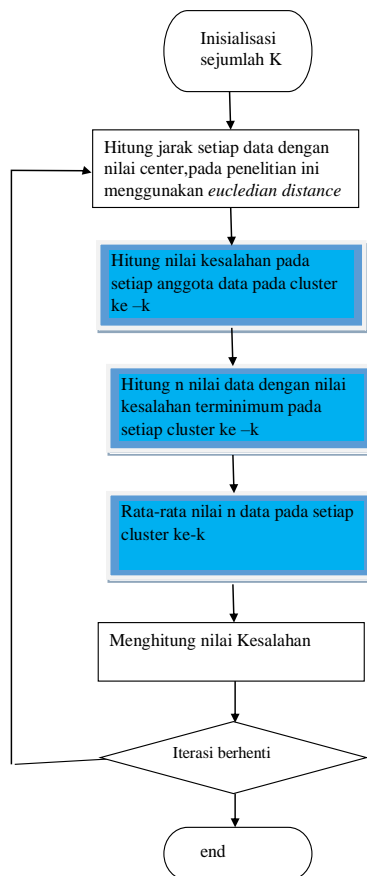 Inisialisasi
sejumlah K
Hitung jarak setiap data dengan
nilai center,pada penelitian ini
menggunakan eucledian distance
Hitung nilai kesalahan pada
setiap anggota data pada cluster
ke –k
Hitung n nilai data dengan nilai
kesalahan terminimum pada
setiap cluster ke –k
Rata-rata nilai n data pada setiap
cluster ke-k
Menghitung nilai Kesalahan
Iterasi berhenti
end